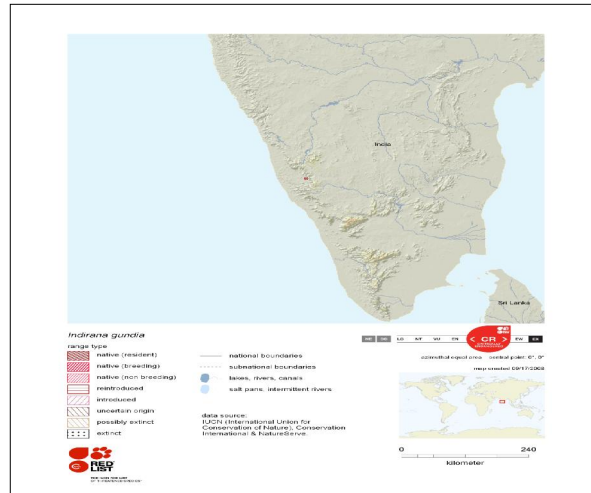 India
Sri Lanka
Indirana gundia
range type
native (resident)
native (breeding)
native (non breeding)
reintroduced
introduced
uncertain origin
possibly extinct
extinct
national boundaries
subnational boundaries
lakes, rivers, canals
salt pans, intermittent rivers
data source:
IUCN (International Union for
Conservation of Nature), Conservation
International & NatureServe.
LC NT VU EN < CR > EW EX
azimuthal equal area central point: 0°, 0°
map created 09/17/2008
0 240
kilometer
RED
LIST